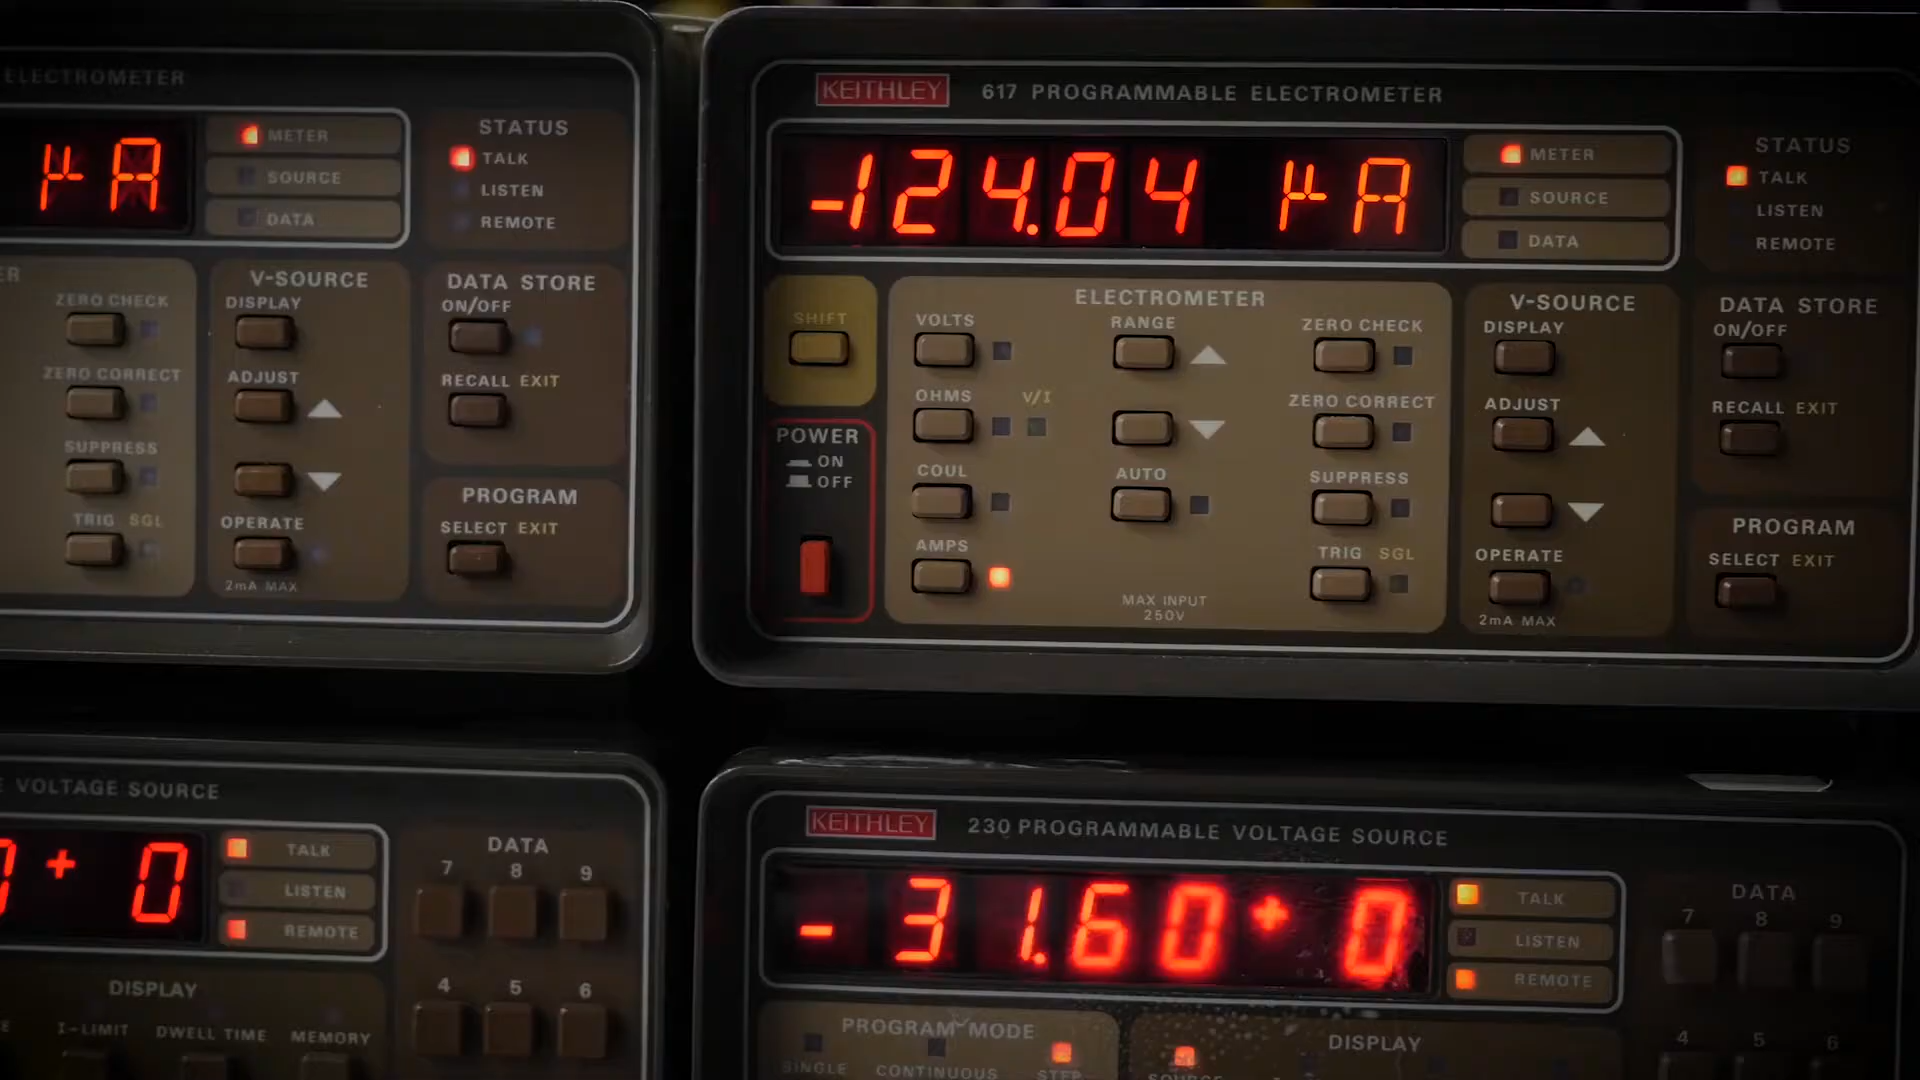 ELECTROMETER
µA
METER
SOURCE
DATA
STATUS
TALK
LISTEN
REMOTE
ZERO CHECK
ZERO CORRECT
SUPPRESS
TRIG SGL
V-SOURCE
DISPLAY
ADJUST
OPERATE
2mA MAX
DATA STORE
ON/OFF
RECALL EXIT
PROGRAM
SELECT EXIT
KEITHLEY 617 PROGRAMMABLE ELECTROMETER
-124.04 µA
METER
SOURCE
DATA
STATUS
TALK
LISTEN
REMOTE
SHIFT
POWER
ON
OFF
ELECTROMETER
VOLTS
OHMS V/I
COUL
AMPS
RANGE
AUTO
MAX INPUT
250V
ZERO CHECK
ZERO CORRECT
SUPPRESS
TRIG SGL
V-SOURCE
DISPLAY
ADJUST
OPERATE
2mA MAX
DATA STORE
ON/OFF
RECALL EXIT
PROGRAM
SELECT EXIT
VOLTAGE SOURCE
+ 0
TALK
LISTEN
REMOTE
DATA
7 8 9
4 5 6
DISPLAY
I-LIMIT DWELL TIME MEMORY
KEITHLEY 230 PROGRAMMABLE VOLTAGE SOURCE
- 31.60+ 0
TALK
LISTEN
REMOTE
DATA
7 8 9
4 5 6
PROGRAM MODE
SINGLE CONTINUOUS STEP
DISPLAY
SOURCE